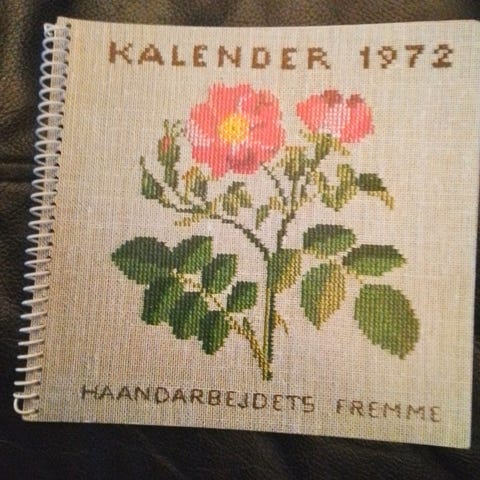 KALENDER 1972
HAANDARBEJDETS FREMME